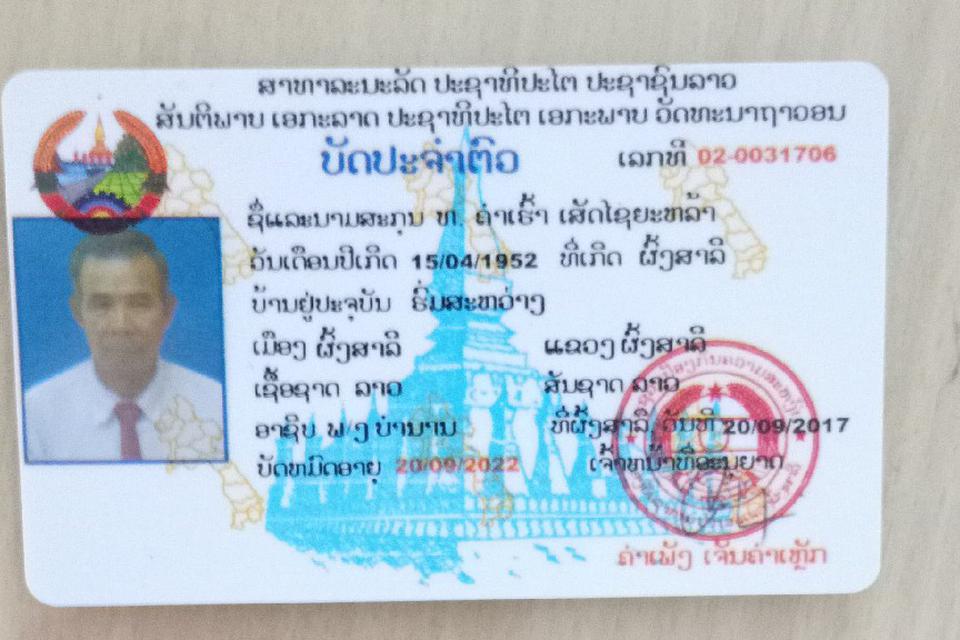 ສາທາລະນະລັດ ປະຊາທິປະໄຕ ປະຊາຊົນລາວ
ສັນຕິພາບ ເອກະລາດ ປະຊາທິປະໄຕ ເອກະພາບ ວັດທະນາຖາວອນ
ບັດປະຈຳຕົວ ເລກທີ 02-0031706
ຊື່ແລະນາມສະກຸນ ທ. ຄຳເຮົ້າ ເສັດໄຊຍະຫລ້າ
ວັນເດືອນປີເກີດ 15/04/1952 ທີ່ເກີດ ຜົ້ງສາລີ
ບ້ານຢູ່ປະຈຸບັນ ຮົ່ມສະຫວ່າງ
ເມືອງ ຜົ້ງສາລີ ແຂວງ ຜົ້ງສາລີ
ເຊື້ອຊາດ ລາວ ສັນຊາດ ລາວ
ອາຊີບ ພ/ງ ບຳນານ ທີ່ຜົ້ງສາລີ, ວັນທີ 20/09/2017
ບັດຫມົດອາຍຸ 20/09/2022 ເຈົ້າຫນ້າທີ່ອະນຸຍາດ
ຄຳເພັງ ເຈັນຄຳເຫຼັກ